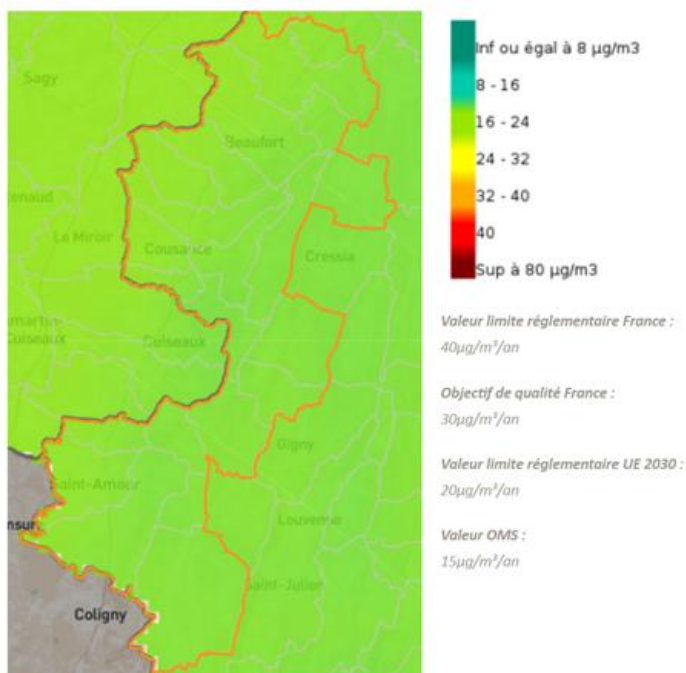 Sagy
Beaufort
Le Miroir
Cousance
Cressia
Cuiseaux
Cuiseaux
Gigny
Saint-Amour
Louvenne
Saint-Julien
Coligny
Inf ou égal à 8 µg/m3
8 - 16
16 - 24
24 - 32
32 - 40
40
Sup à 80 µg/m3
Valeur limite réglementaire France :
40µg/m³/an
Objectif de qualité France :
30µg/m³/an
Valeur limite réglementaire UE 2030 :
20µg/m³/an
Valeur OMS :
15µg/m³/an